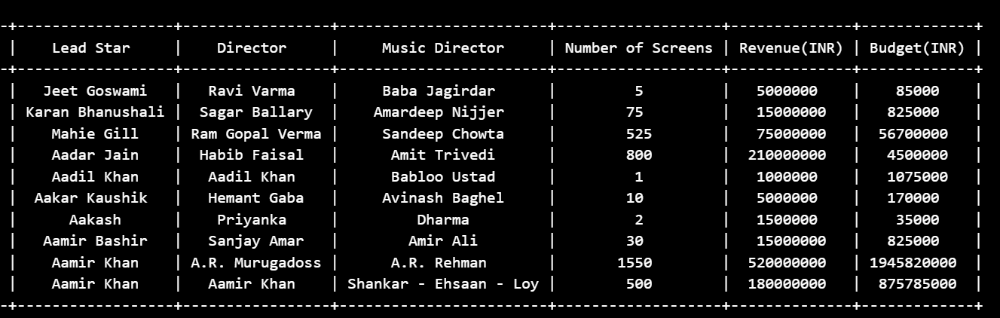 -+------------------+-----------------+------------------------+-------------------+--------------+-------------+
 |    Lead Star     |    Director     |     Music Director     | Number of Screens | Revenue(INR) | Budget(INR) |
-+------------------+-----------------+------------------------+-------------------+--------------+-------------+
 |   Jeet Goswami   |   Ravi Varma    |     Baba Jagirdar      |         5         |   5000000    |    85000    |
 | Karan Bhanushali |  Sagar Ballary  |    Amardeep Nijjer     |        75         |   15000000   |   825000    |
 |    Mahie Gill    | Ram Gopal Verma |     Sandeep Chowta     |        525        |   75000000   |  56700000   |
 |    Aadar Jain    |  Habib Faisal   |      Amit Trivedi      |        800        |  210000000   |   4500000   |
 |    Aadil Khan    |   Aadil Khan    |      Babloo Ustad      |         1         |   1000000    |   1075000   |
 |  Aakar Kaushik   |   Hemant Gaba   |     Avinash Baghel     |        10         |   5000000    |   170000    |
 |      Aakash      |    Priyanka     |         Dharma         |         2         |   1500000    |    35000    |
 |   Aamir Bashir   |   Sanjay Amar   |        Amir Ali        |        30         |   15000000   |   825000    |
 |    Aamir Khan    | A.R. Murugadoss |      A.R. Rehman       |       1550        |  520000000   | 1945820000  |
 |    Aamir Khan    |   Aamir Khan    | Shankar - Ehsaan - Loy |        500        |  180000000   |  875785000  |
-+------------------+-----------------+------------------------+-------------------+--------------+-------------+